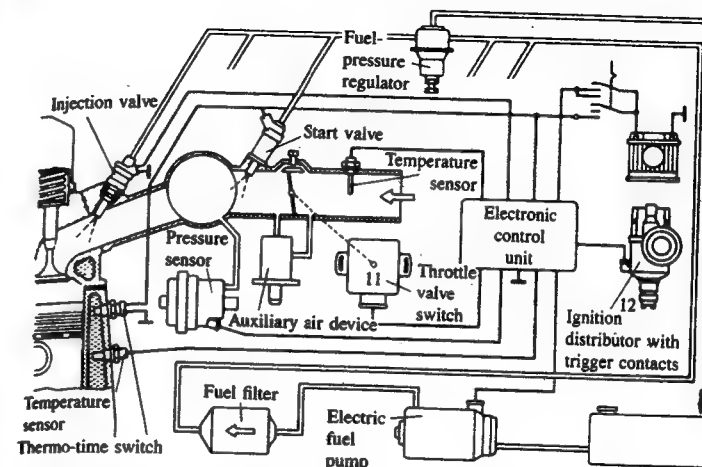 Fuel-
pressure
regulator
Injection valve
Start valve
Temperature
sensor
Electronic
control
unit
Pressure
sensor
11
Throttle
valve
switch
Auxiliary air device
12
Ignition
distributor with
trigger contacts
Temperature
sensor
Thermo-time switch
Fuel filter
Electric
fuel
pump